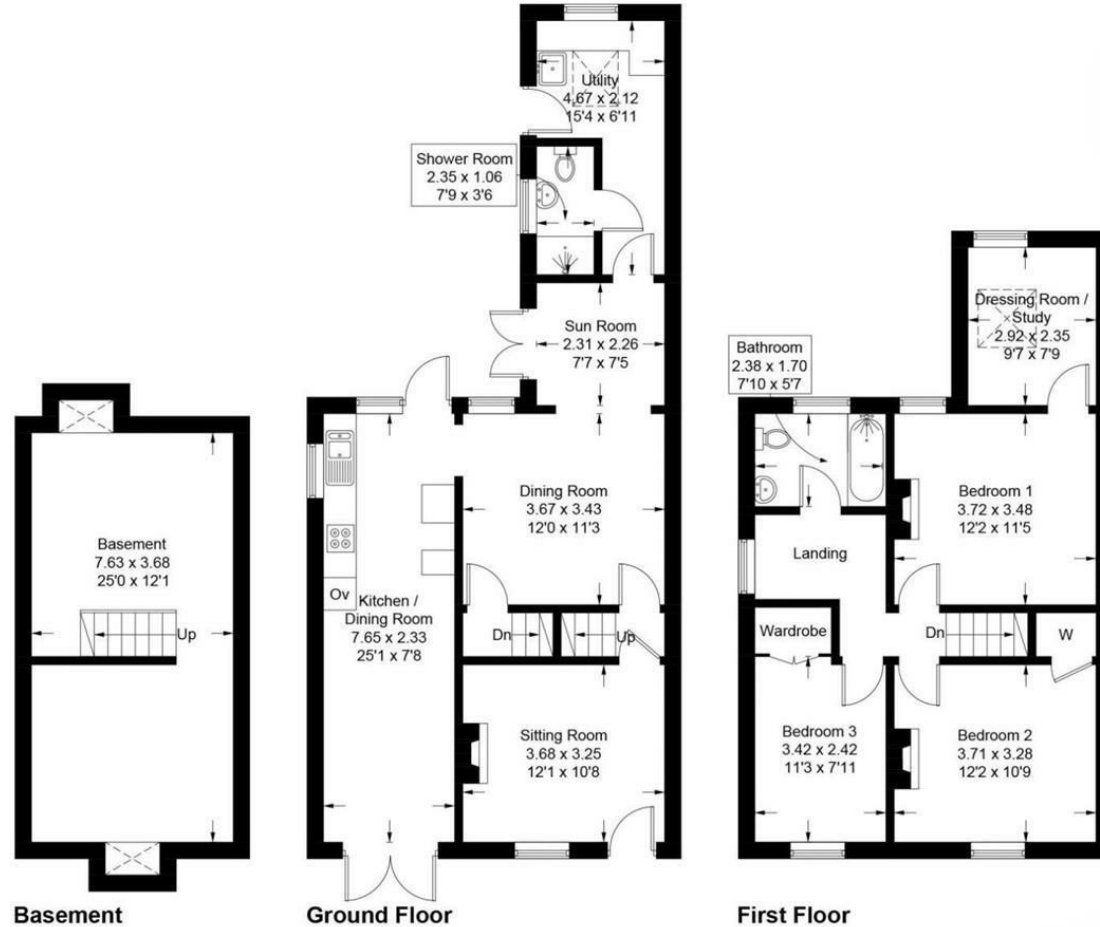 Basement
7.63 x 3.68
25'0 x 12'1
Up
Basement
Utility
4.67 x 2.12
15'4 x 6'11
Shower Room
2.35 x 1.06
7'9 x 3'6
Sun Room
2.31 x 2.26
7'7 x 7'5
Dining Room
3.67 x 3.43
12'0 x 11'3
Ov
Kitchen /
Dining Room
7.65 x 2.33
25'1 x 7'8
Dn
Up
Sitting Room
3.68 x 3.25
12'1 x 10'8
Ground Floor
Dressing Room /
Study
2.92 x 2.35
9'7 x 7'9
Bathroom
2.38 x 1.70
7'10 x 5'7
Bedroom 1
3.72 x 3.48
12'2 x 11'5
Landing
Wardrobe
Dn
W
Bedroom 3
3.42 x 2.42
11'3 x 7'11
Bedroom 2
3.71 x 3.28
12'2 x 10'9
First Floor